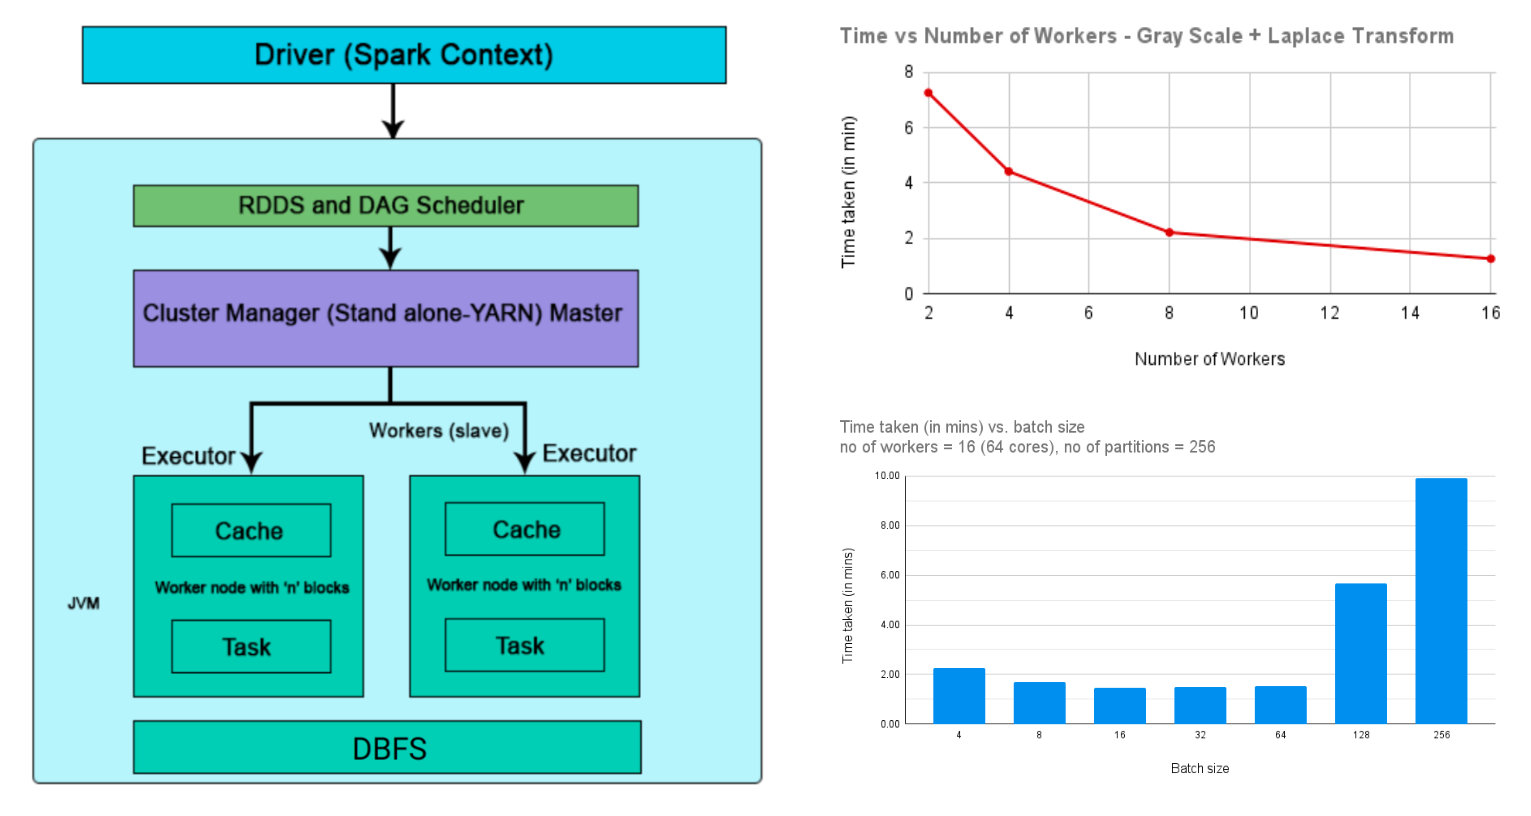 Driver (Spark Context)
RDDS and DAG Scheduler
Cluster Manager (Stand alone-YARN) Master
Workers (slave)
Executor
Executor
Cache
Cache
Worker node with 'n' blocks
Worker node with 'n' blocks
JVM
Task
Task
DBFS
Time vs Number of Workers - Gray Scale + Laplace Transform
Time taken (in min)
8
6
4
2
0
2 4 6 8 10 12 14 16
Number of Workers
Time taken (in mins) vs. batch size
no of workers = 16 (64 cores), no of partitions = 256
Time taken (in mins)
10.00
8.00
6.00
4.00
2.00
0.00
4 8 16 32 64 128 256
Batch size